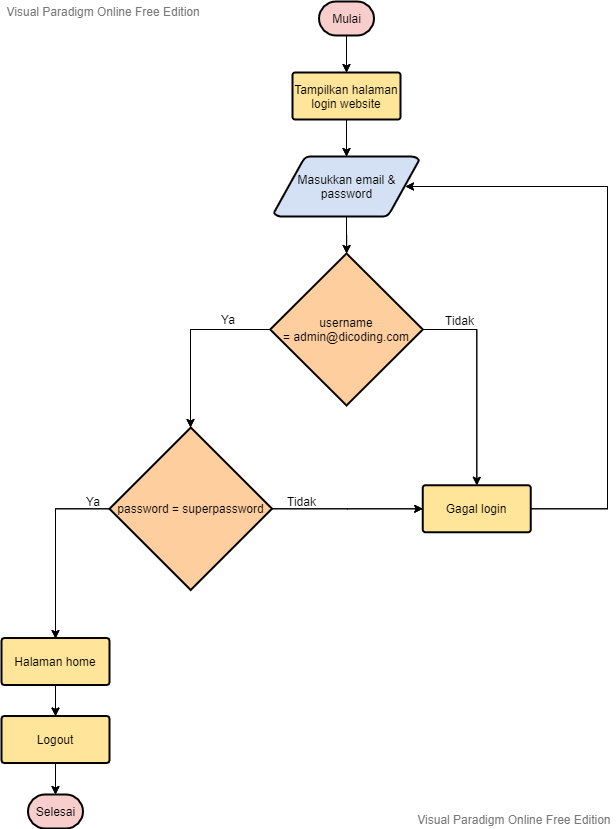 Visual Paradigm Online Free Edition
Mulai
Tampilkan halaman
login website
Masukkan email &
password
username
= admin@dicoding.com
Ya
Tidak
password = superpassword
Ya
Tidak
Gagal login
Halaman home
Logout
Selesai
Visual Paradigm Online Free Edition